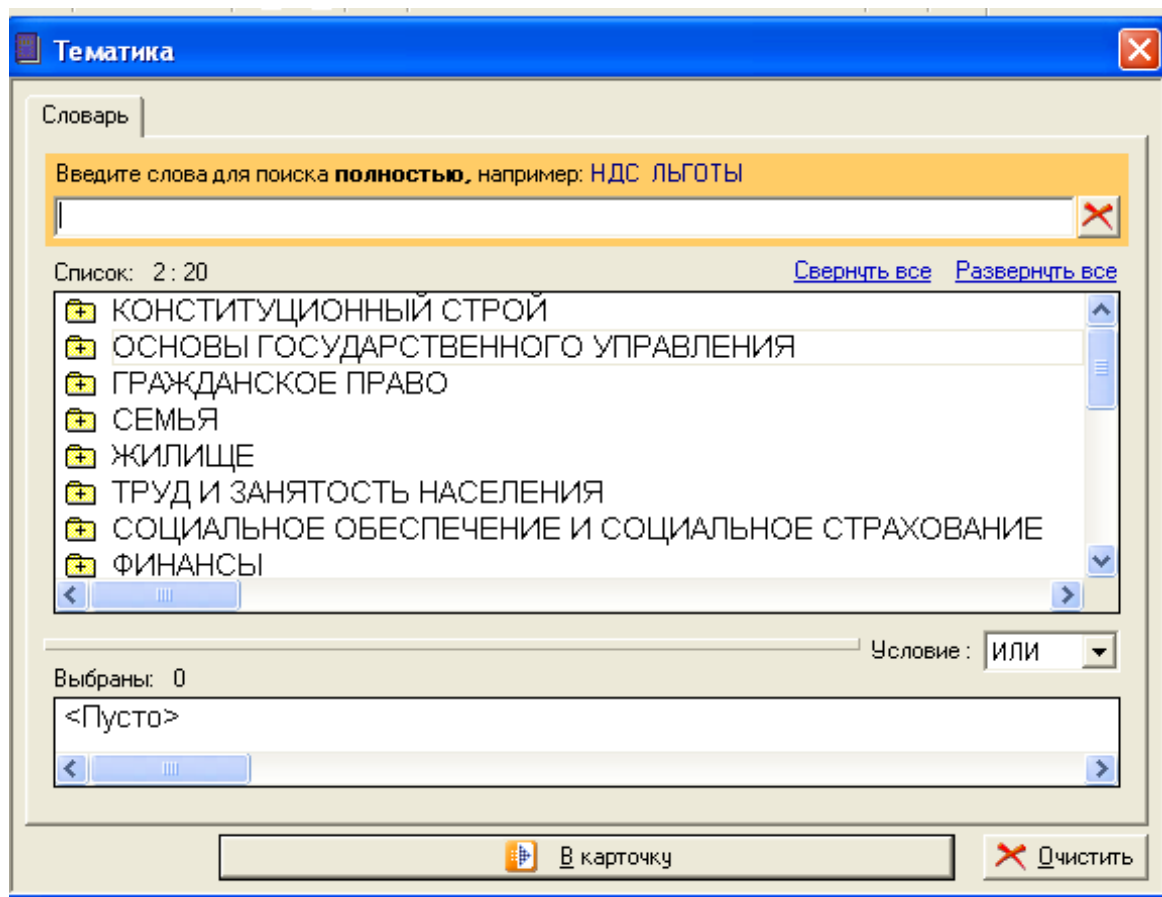 Тематика
Словарь
Введите слова для поиска полностью, например: НДС ЛЬГОТЫ
Список: 2 : 20 Свернуть все Развернуть все
КОНСТИТУЦИОННЫЙ СТРОЙ
ОСНОВЫ ГОСУДАРСТВЕННОГО УПРАВЛЕНИЯ
ГРАЖДАНСКОЕ ПРАВО
СЕМЬЯ
ЖИЛИЩЕ
ТРУД И ЗАНЯТОСТЬ НАСЕЛЕНИЯ
СОЦИАЛЬНОЕ ОБЕСПЕЧЕНИЕ И СОЦИАЛЬНОЕ СТРАХОВАНИЕ
ФИНАНСЫ
Условие : ИЛИ
Выбраны: 0
<Пусто>
В карточку Очистить